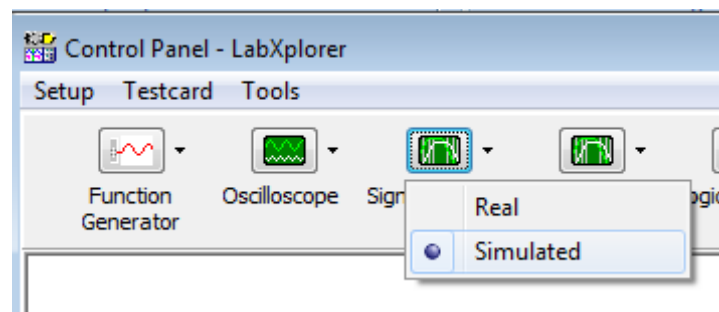 Control Panel - LabXplorer
Setup Testcard Tools
Function Generator
Oscilloscope
Real
Simulated